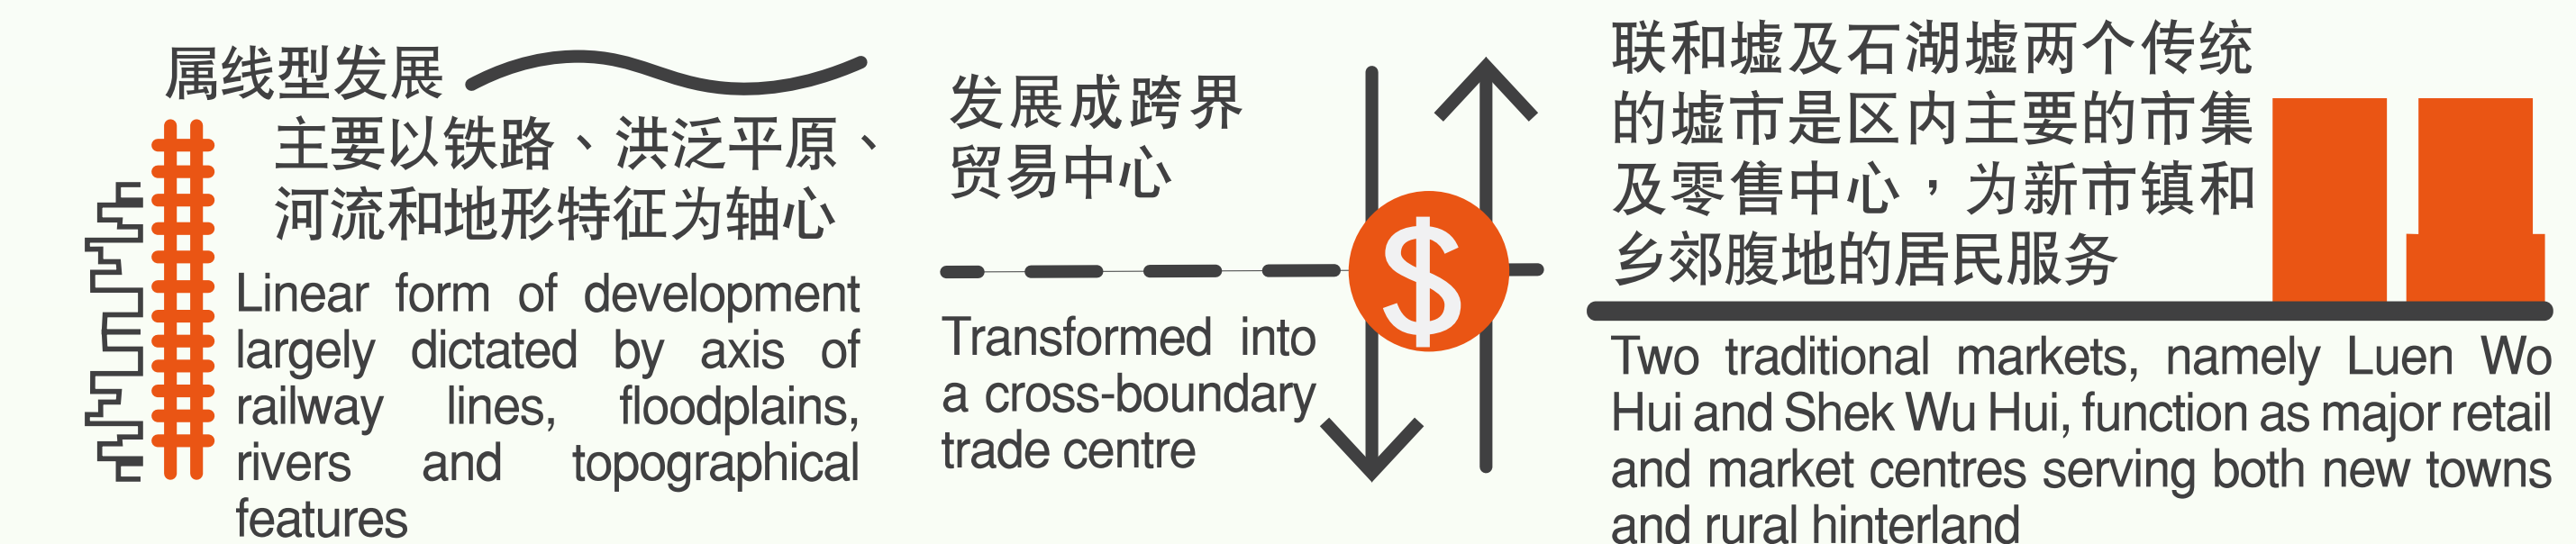 属线型发展
主要以铁路、洪泛平原、
河流和地形特征为轴心
Linear form of development
largely dictated by axis of
railway lines, floodplains,
rivers and topographical
features
发展成跨界
贸易中心
$
Transformed into
a cross-boundary
trade centre
联和墟及石湖墟两个传统
的墟市是区内主要的市集
及零售中心，为新市镇和
乡郊腹地的居民服务
Two traditional markets, namely Luen Wo
Hui and Shek Wu Hui, function as major retail
and market centres serving both new towns
and rural hinterland